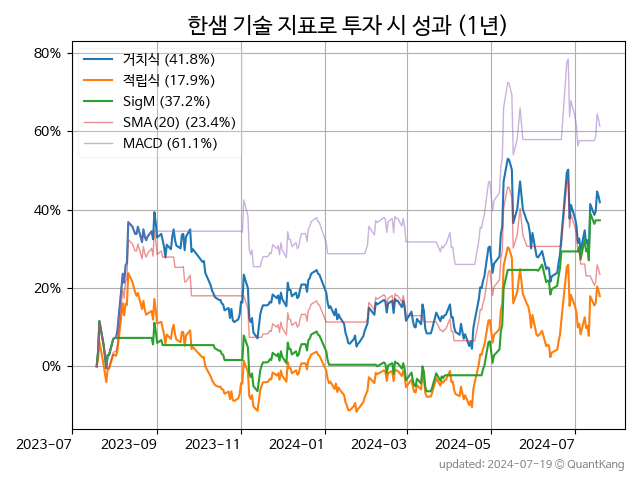 한샘 기술 지표로 투자 시 성과 (1년)
80%
60%
40%
20%
0%
거치식 (41.8%)
적립식 (17.9%)
SigM (37.2%)
SMA(20) (23.4%)
MACD (61.1%)
2023-07 2023-09 2023-11 2024-01 2024-03 2024-05 2024-07
updated: 2024-07-19 © QuantKang